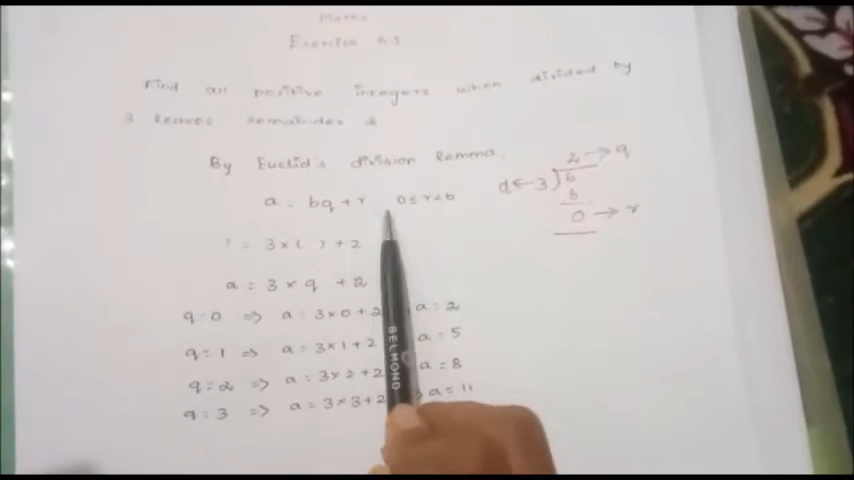 Maths
Exercise
Find all positive integers when divided by
3 leaves remainder 2
By Euclid's division lemma.
a = bq + r 0 ≤ r < b
? = 3 × ( ) + 2
a = 3 × q + 2
q = 0 => a = 3×0+2 a = 2
q = 1 => a = 3×1+2 a = 5
q = 2 => a = 3×2+2 a = 8
q = 3 => a = 3×3+2 a = 11
2 → q
d ← 3 ) 6
6
0 → r
BELMOND